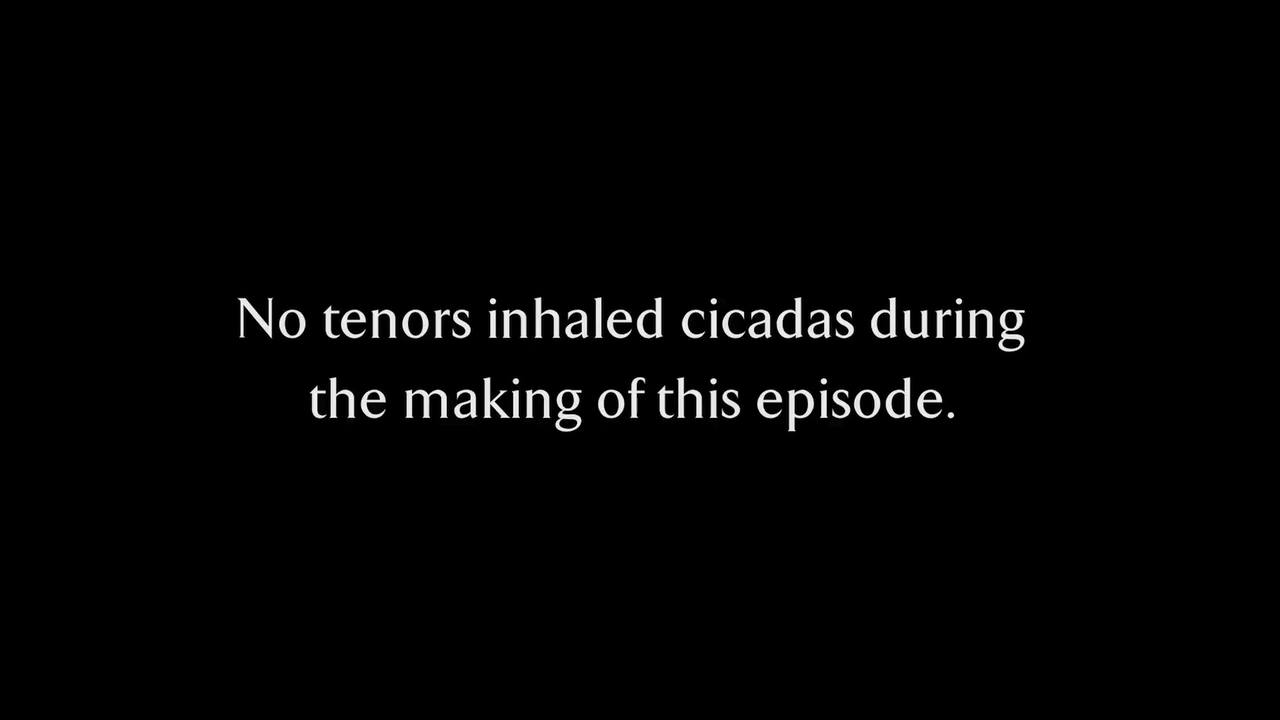 No tenors inhaled cicadas during
the making of this episode.